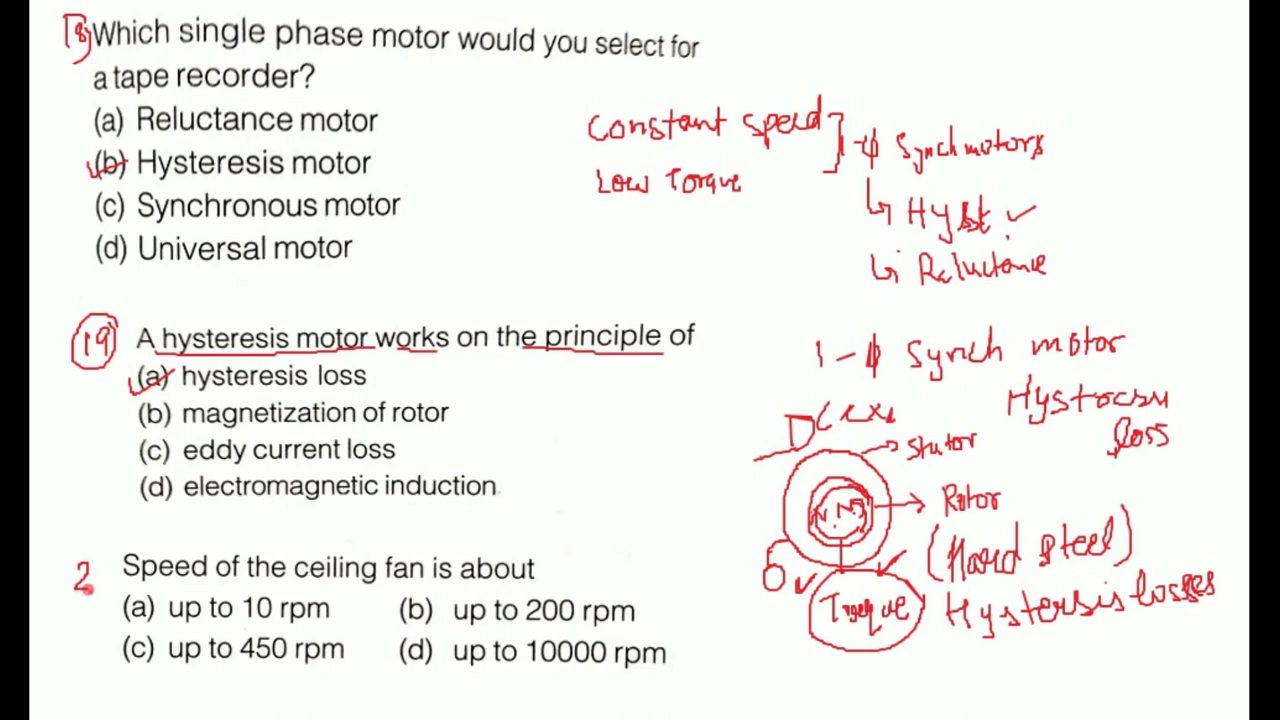 18 Which single phase motor would you select for
a tape recorder?
(a) Reluctance motor
(b) Hysteresis motor
(c) Synchronous motor
(d) Universal motor
Constant speed
Low Torque
1-ϕ Synch motors
Hyst
Reluctance
19 A hysteresis motor works on the principle of
(a) hysteresis loss
(b) magnetization of rotor
(c) eddy current loss
(d) electromagnetic induction
1-ϕ Synch motor
loss
DC
Stator
Rotor
(Hard steel)
Hystersis losses
2 Speed of the ceiling fan is about
(a) up to 10 rpm (b) up to 200 rpm
(c) up to 450 rpm (d) up to 10000 rpm